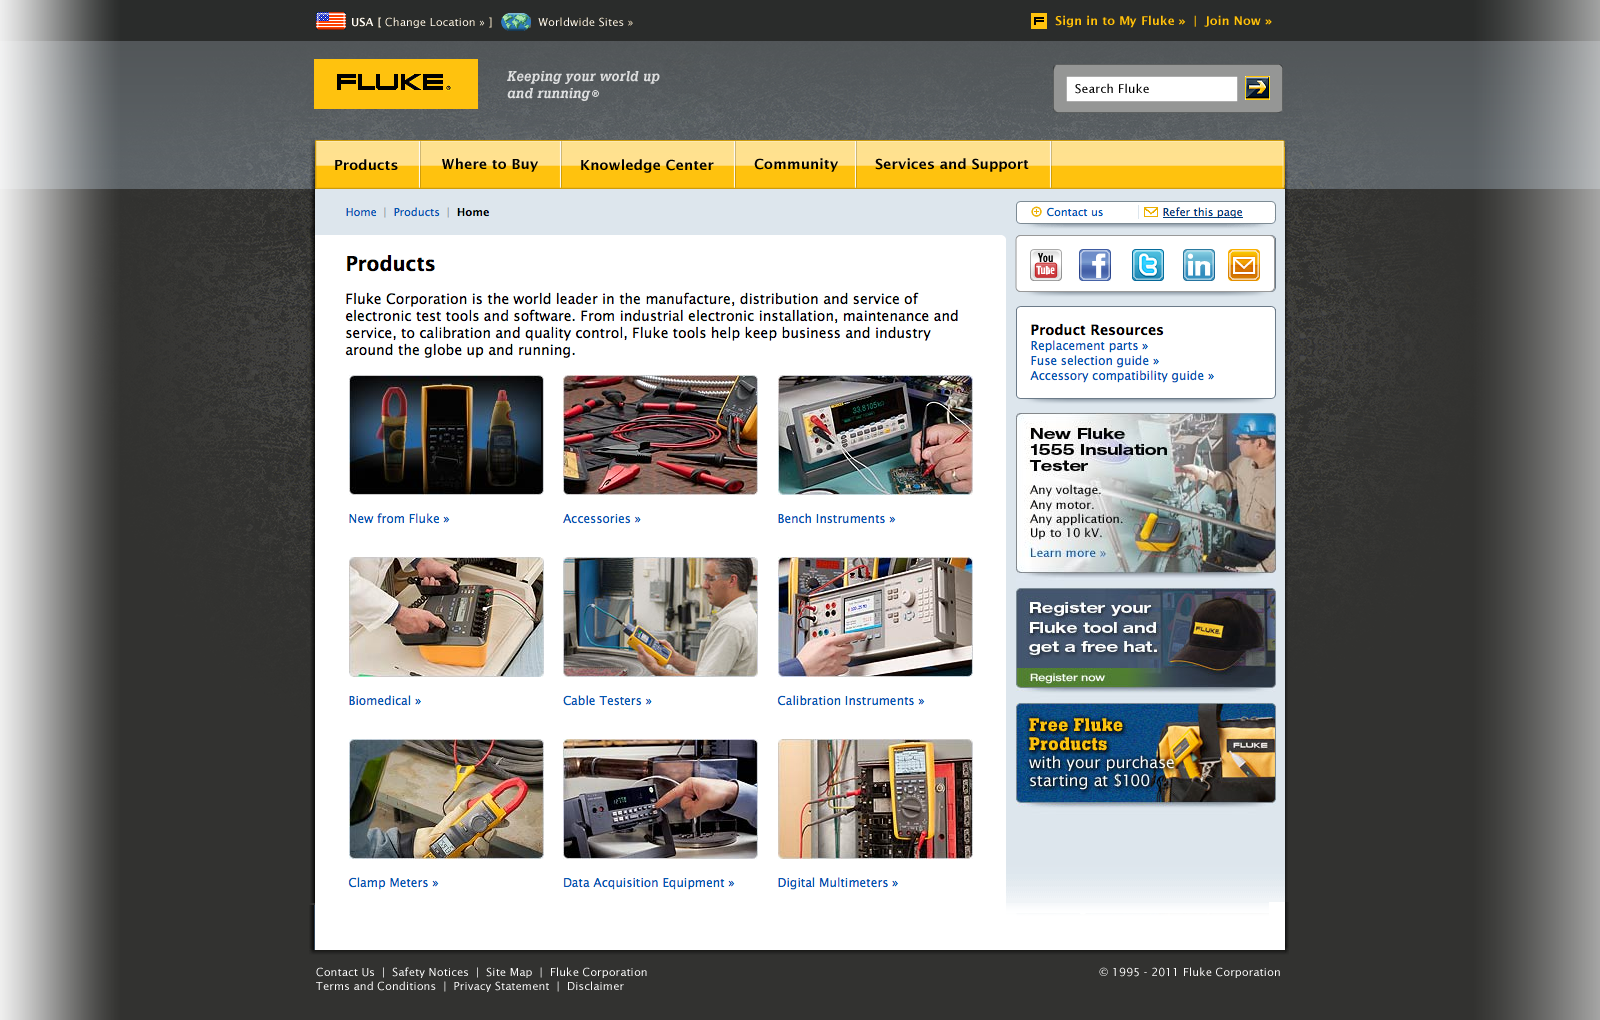 USA [ Change Location » ] Worldwide Sites »
Sign in to My Fluke » | Join Now »
FLUKE®
Keeping your world up
and running®
Search Fluke
Products Where to Buy Knowledge Center Community Services and Support
Home | Products | Home
Contact us Refer this page
You
Tube
Products
Fluke Corporation is the world leader in the manufacture, distribution and service of
electronic test tools and software. From industrial electronic installation, maintenance and
service, to calibration and quality control, Fluke tools help keep business and industry
around the globe up and running.
New from Fluke » Accessories » Bench Instruments »
Biomedical » Cable Testers » Calibration Instruments »
Clamp Meters » Data Acquisition Equipment » Digital Multimeters »
Product Resources
Replacement parts »
Fuse selection guide »
Accessory compatibility guide »
New Fluke
1555 Insulation
Tester
Any voltage.
Any motor.
Any application.
Up to 10 kV.
Learn more »
Register your
Fluke tool and
get a free hat.
FLUKE
Register now
Free Fluke
Products
with your purchase
starting at $100
FLUKE
Contact Us | Safety Notices | Site Map | Fluke Corporation
Terms and Conditions | Privacy Statement | Disclaimer
© 1995 - 2011 Fluke Corporation